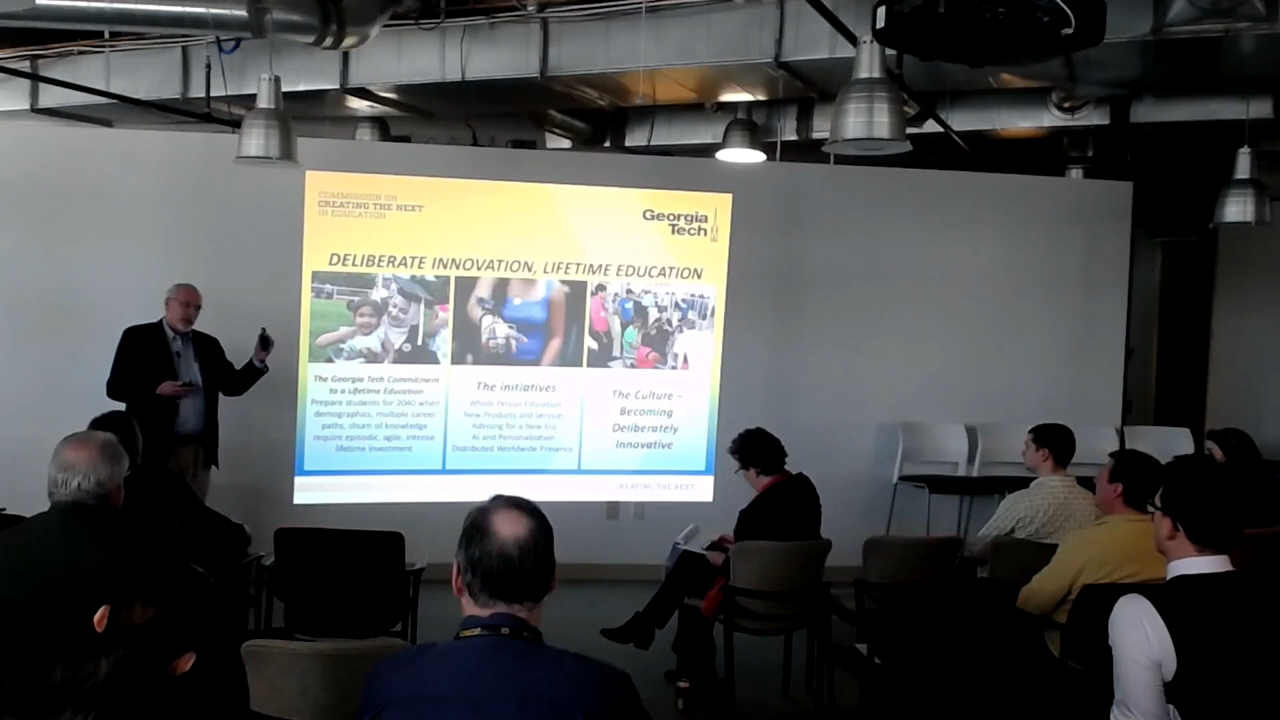 COMMISSION ON
CREATING THE NEXT
IN EDUCATION
Georgia
Tech
DELIBERATE INNOVATION, LIFETIME EDUCATION
The Georgia Tech Commitment
to a Lifetime Education
Prepare students for 2040 when
demographics, multiple career
paths, churn of knowledge
require episodic, agile, intense
lifetime investment
The initiatives
Whole Person Education
New Products and Services
Advising for a New Era
AI and Personalization
Distributed Worldwide Presence
The Culture –
Becoming
Deliberately
Innovative
CREATING THE NEXT